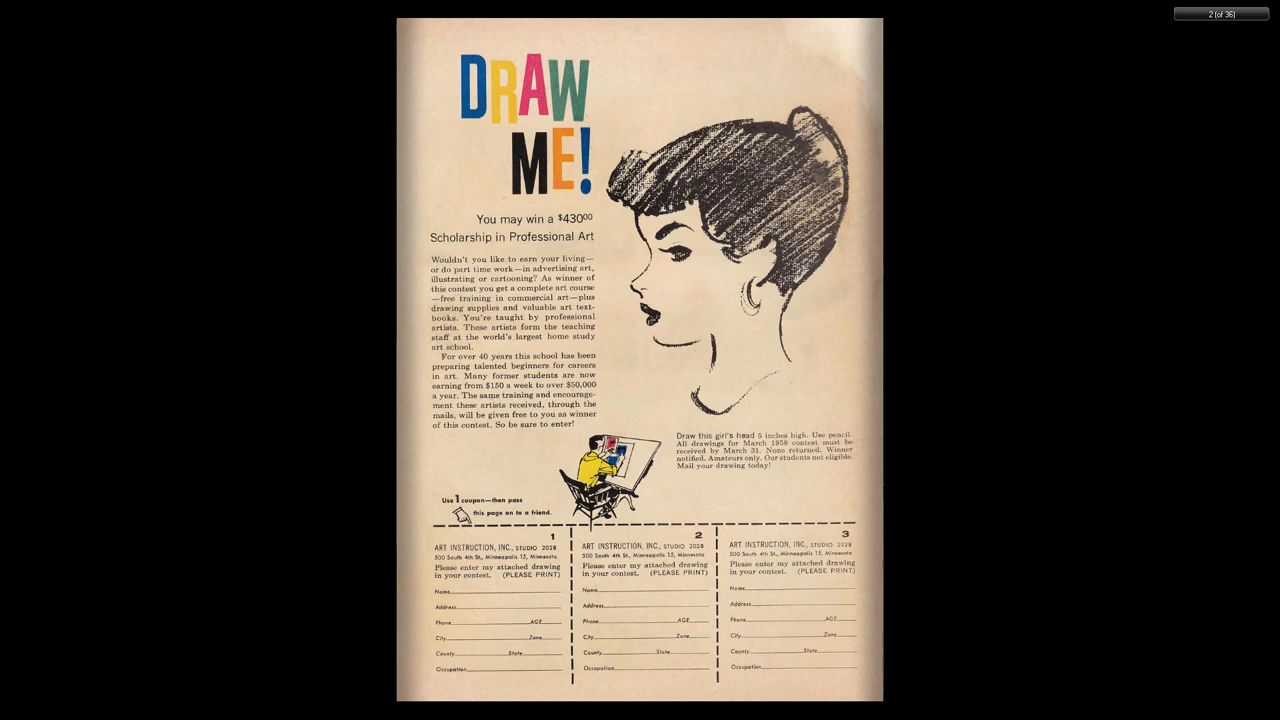 2 (of 36)
DRAW
ME!
You may win a $430⁰⁰
Scholarship in Professional Art
Wouldn't you like to earn your living—
or do part time work—in advertising art,
illustrating or cartooning? As winner of
this contest you get a complete art course
—free training in commercial art—plus
drawing supplies and valuable art text-
books. You're taught by professional
artists. These artists form the teaching
staff at the world's largest home study
art school.
For over 40 years this school has been
preparing talented beginners for careers
in art. Many former students are now
earning from $150 a week to over $50,000
a year. The same training and encourage-
ment these artists received, through the
mails, will be given free to you as winner
of this contest. So be sure to enter!
Draw this girl's head 5 inches high. Use pencil.
All drawings for March 1958 contest must be
received by March 31. None returned. Winner
notified. Amateurs only. Our students not eligible.
Mail your drawing today!
Use 1 coupon—then pass
this page on to a friend.
1
ART INSTRUCTION, INC., STUDIO 2028
500 South 4th St., Minneapolis 15, Minnesota
Please enter my attached drawing
in your contest. (PLEASE PRINT)
Name
Address
Phone AGE
City Zone
County State
Occupation
2
ART INSTRUCTION, INC., STUDIO 2028
500 South 4th St., Minneapolis 15, Minnesota
Please enter my attached drawing
in your contest. (PLEASE PRINT)
Name
Address
Phone AGE
City Zone
County State
Occupation
3
ART INSTRUCTION, INC., STUDIO 2028
500 South 4th St., Minneapolis 15, Minnesota
Please enter my attached drawing
in your contest. (PLEASE PRINT)
Name
Address
Phone AGE
City Zone
County State
Occupation